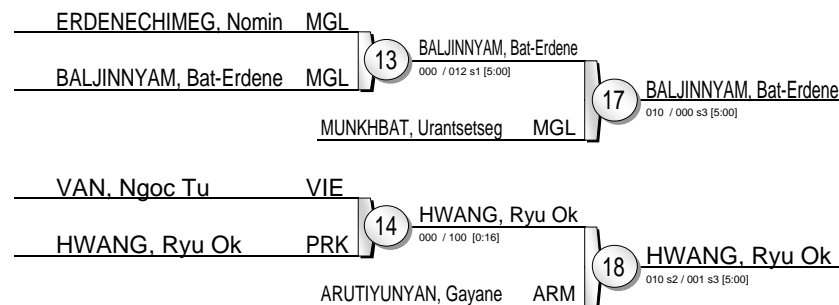 ERDENECHIMEG, Nomin MGL
13
BALJINNYAM, Bat-Erdene
000 / 012 s1 [5:00]
BALJINNYAM, Bat-Erdene MGL
17
BALJINNYAM, Bat-Erdene
010 / 000 s3 [5:00]
MUNKHBAT, Urantsetseg MGL
VAN, Ngoc Tu VIE
14
HWANG, Ryu Ok
000 / 100 [0:16]
HWANG, Ryu Ok PRK
18
HWANG, Ryu Ok
010 s2 / 001 s3 [5:00]
ARUTIYUNYAN, Gayane ARM